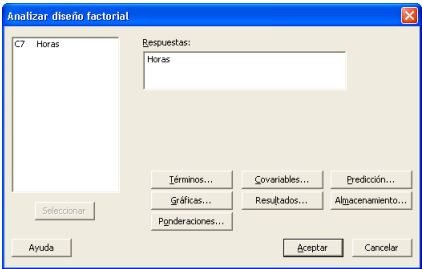 Analizar diseño factorial
C7 Horas
Respuestas:
Horas
Términos... Covariables... Predicción...
Gráficas... Resultados... Almacenamiento...
Seleccionar
Ponderaciones...
Ayuda Aceptar Cancelar